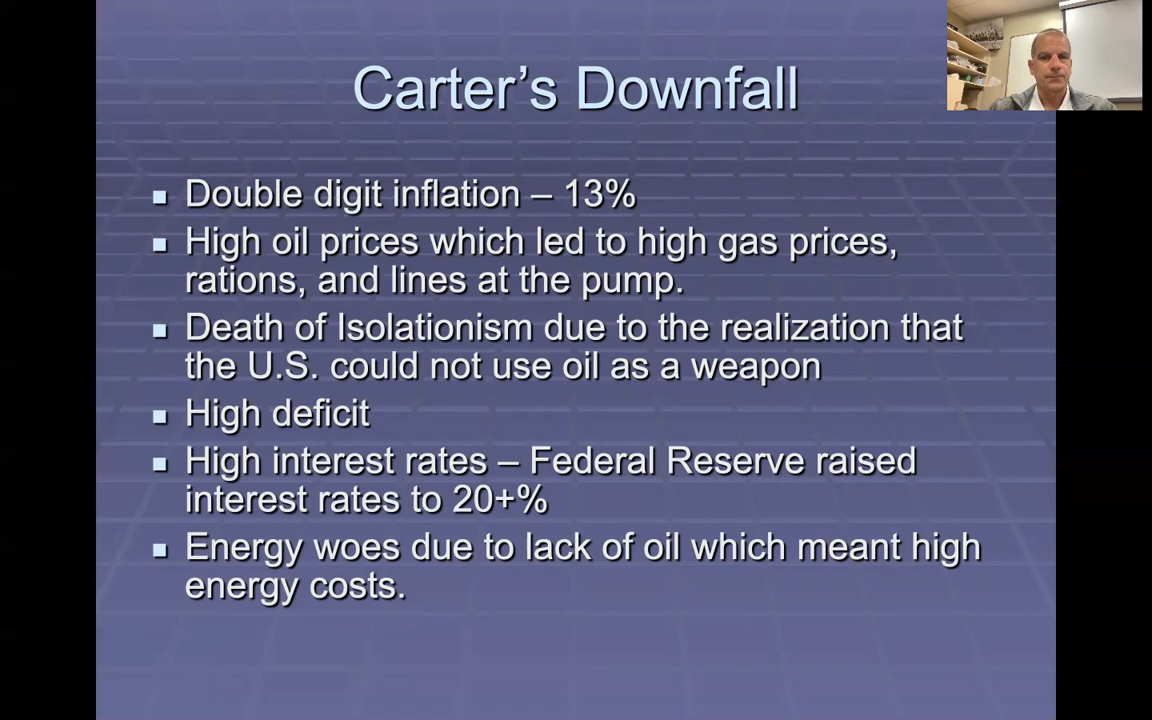 Carter's Downfall
Double digit inflation – 13%
High oil prices which led to high gas prices,
rations, and lines at the pump.
Death of Isolationism due to the realization that
the U.S. could not use oil as a weapon
High deficit
High interest rates – Federal Reserve raised
interest rates to 20+%
Energy woes due to lack of oil which meant high
energy costs.